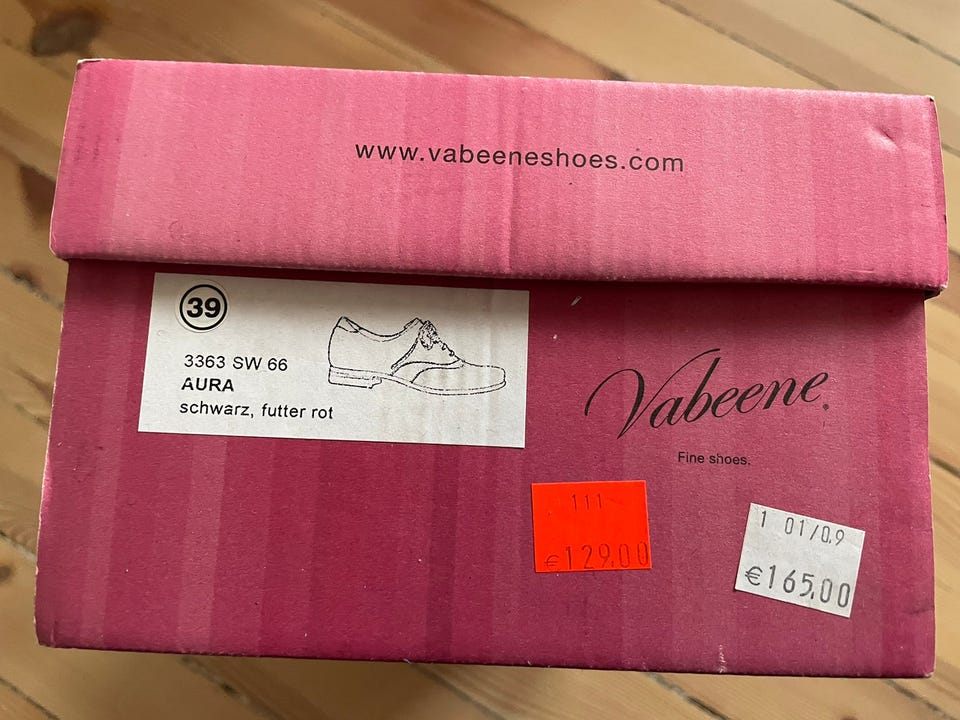 www.vabeeneshoes.com
39
3363 SW 66
AURA
schwarz, futter rot
Vabeene.
Fine shoes.
111
€129.00
1 01/0.9
€165,00